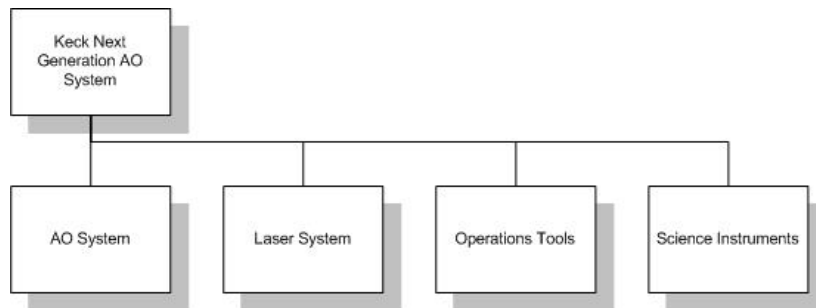 Keck Next
Generation AO
System
AO System
Laser System
Operations Tools
Science Instruments